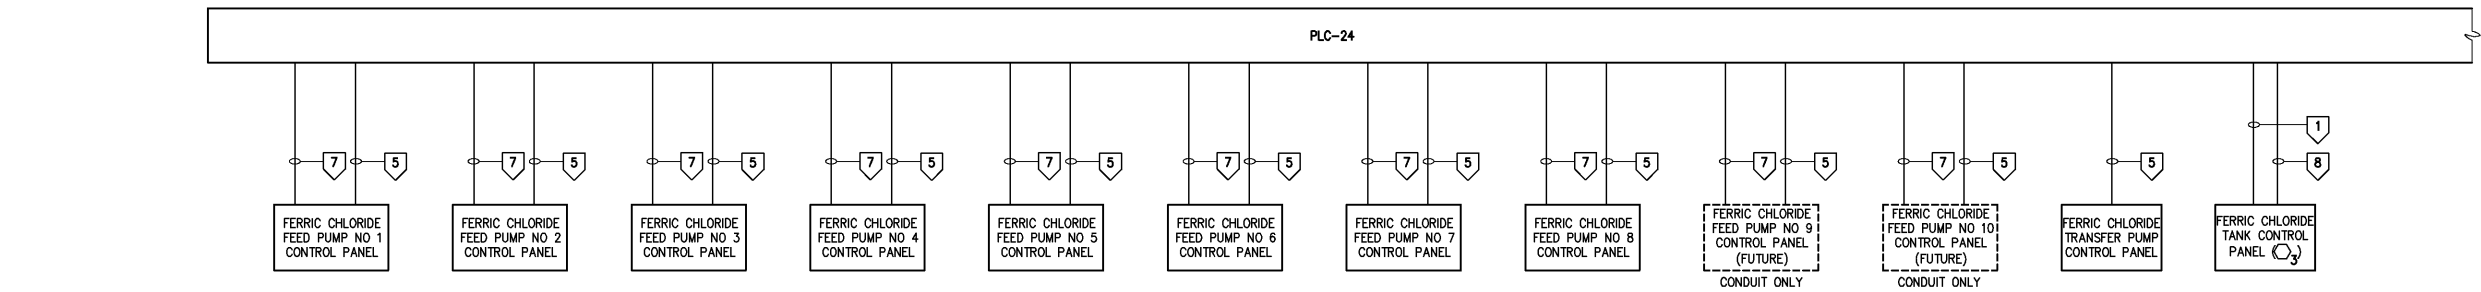 PLC-24
1
7 5 7 5 7 5 7 5 7 5 7 5 7 5 7 5 7 5 7 5 5 8
FERRIC CHLORIDE
FEED PUMP NO 1
CONTROL PANEL
FERRIC CHLORIDE
FEED PUMP NO 2
CONTROL PANEL
FERRIC CHLORIDE
FEED PUMP NO 3
CONTROL PANEL
FERRIC CHLORIDE
FEED PUMP NO 4
CONTROL PANEL
FERRIC CHLORIDE
FEED PUMP NO 5
CONTROL PANEL
FERRIC CHLORIDE
FEED PUMP NO 6
CONTROL PANEL
FERRIC CHLORIDE
FEED PUMP NO 7
CONTROL PANEL
FERRIC CHLORIDE
FEED PUMP NO 8
CONTROL PANEL
FERRIC CHLORIDE
FEED PUMP NO 9
CONTROL PANEL
(FUTURE)
CONDUIT ONLY
FERRIC CHLORIDE
FEED PUMP NO 10
CONTROL PANEL
(FUTURE)
CONDUIT ONLY
FERRIC CHLORIDE
TRANSFER PUMP
CONTROL PANEL
FERRIC CHLORIDE
TANK CONTROL
PANEL (⬡3)